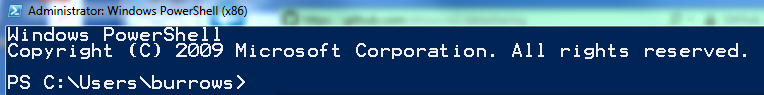 Administrator: Windows PowerShell (x86)
Windows PowerShell
Copyright (C) 2009 Microsoft Corporation. All rights reserved.
PS C:\Users\burrows>